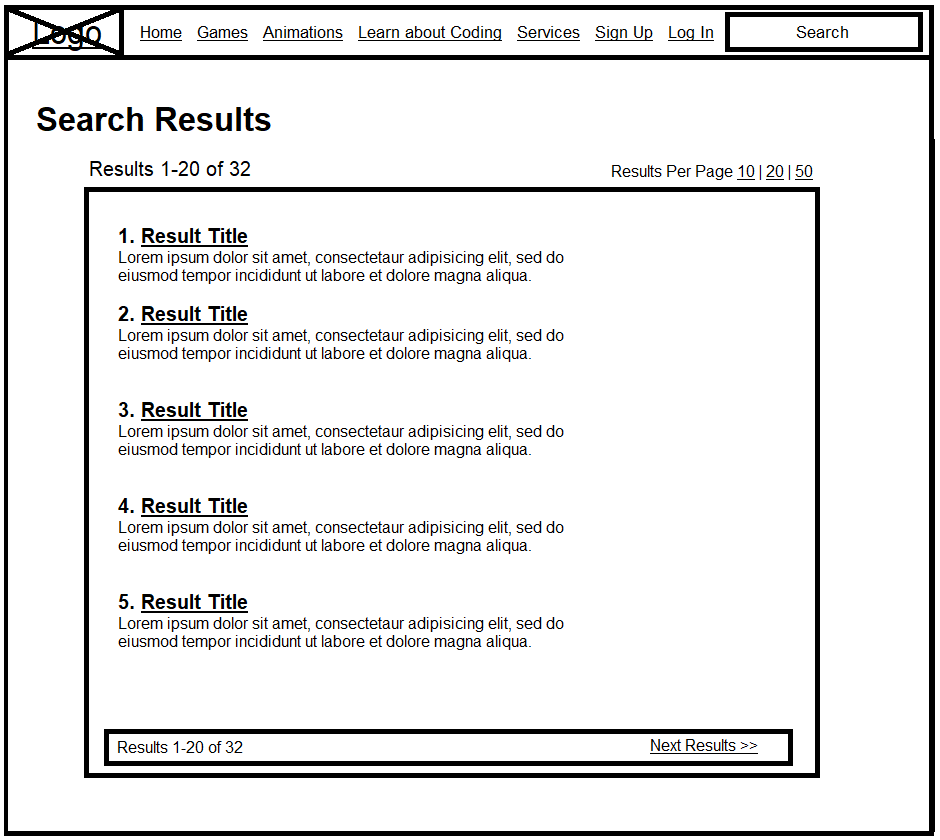 Logo Home Games Animations Learn about Coding Services Sign Up Log In Search
Search Results
Results 1-20 of 32 Results Per Page 10 | 20 | 50
1. Result Title
Lorem ipsum dolor sit amet, consectetaur adipisicing elit, sed do
eiusmod tempor incididunt ut labore et dolore magna aliqua.
2. Result Title
Lorem ipsum dolor sit amet, consectetaur adipisicing elit, sed do
eiusmod tempor incididunt ut labore et dolore magna aliqua.
3. Result Title
Lorem ipsum dolor sit amet, consectetaur adipisicing elit, sed do
eiusmod tempor incididunt ut labore et dolore magna aliqua.
4. Result Title
Lorem ipsum dolor sit amet, consectetaur adipisicing elit, sed do
eiusmod tempor incididunt ut labore et dolore magna aliqua.
5. Result Title
Lorem ipsum dolor sit amet, consectetaur adipisicing elit, sed do
eiusmod tempor incididunt ut labore et dolore magna aliqua.
Results 1-20 of 32 Next Results >>